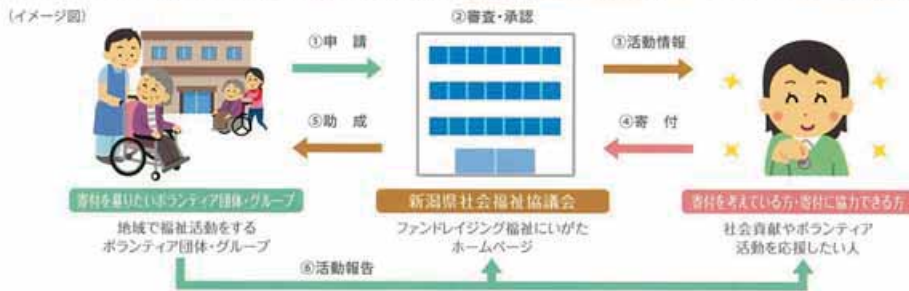 （イメージ図）
②審査・承認
①申　請
③活動情報
⑤助　成
④寄　付
寄付を募りたいボランティア団体・グループ
新潟県社会福祉協議会
寄付を考えている方・寄付に協力できる方
地域で福祉活動をする
ボランティア団体・グループ
ファンドレイジング福祉にいがた
ホームページ
社会貢献やボランティア
活動を応援したい人
⑥活動報告